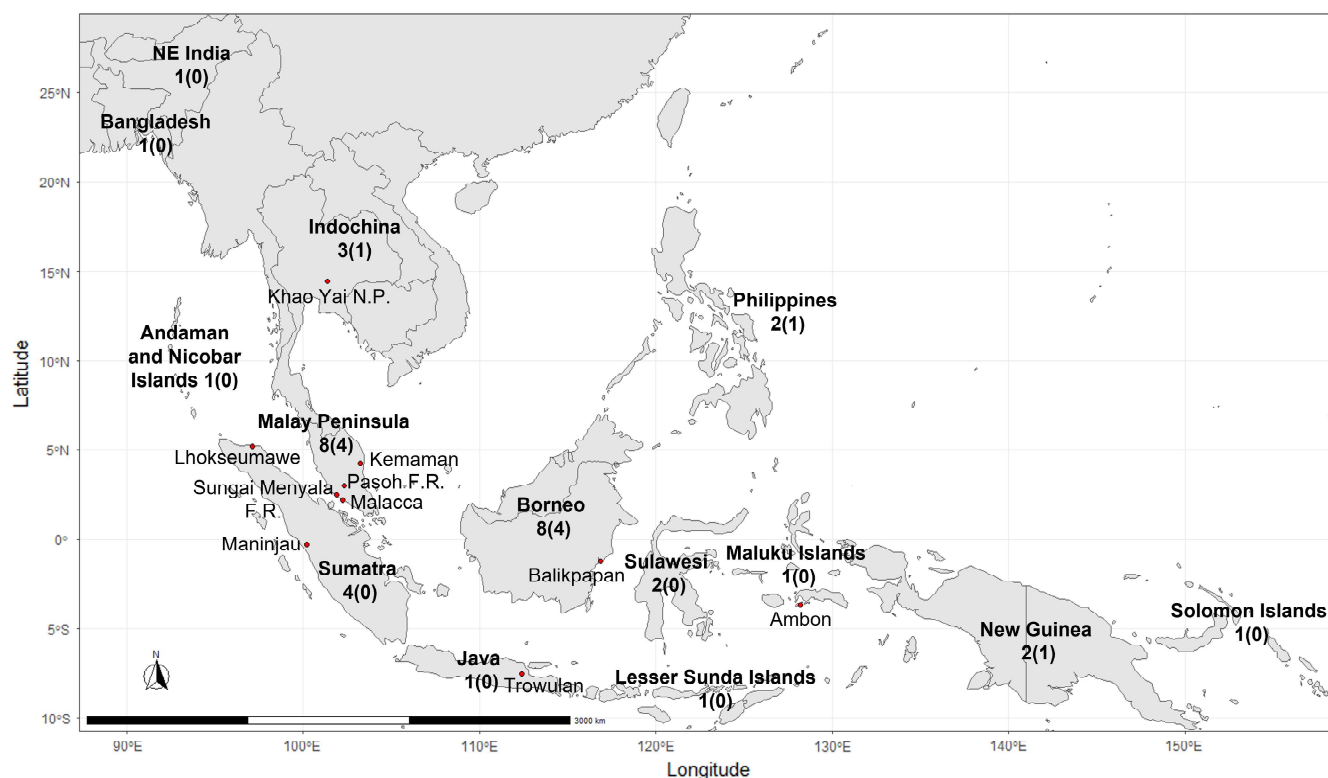 NE India
1(0)
Bangladesh
1(0)
25°N
20°N
Indochina
3(1)
15°N
Khao Yai N.P.
Philippines
2(1)
Andaman
and Nicobar
Islands 1(0)
10°N
Latitude
Malay Peninsula
8(4)
5°N
Lhokseumawe
Kemaman
Pasoh F.R.
Sungai Menyala
F.R.
Malacca
Borneo
8(4)
0°
Maninjau
Sumatra
4(0)
Balikpapan
Sulawesi
2(0)
Maluku Islands
1(0)
Ambon
5°S
New Guinea
2(1)
Solomon Islands
1(0)
Java
1(0)
Trowulan
Lesser Sunda Islands
1(0)
N
10°S
3000 km
90°E
100°E
110°E
120°E
130°E
140°E
150°E
Longitude